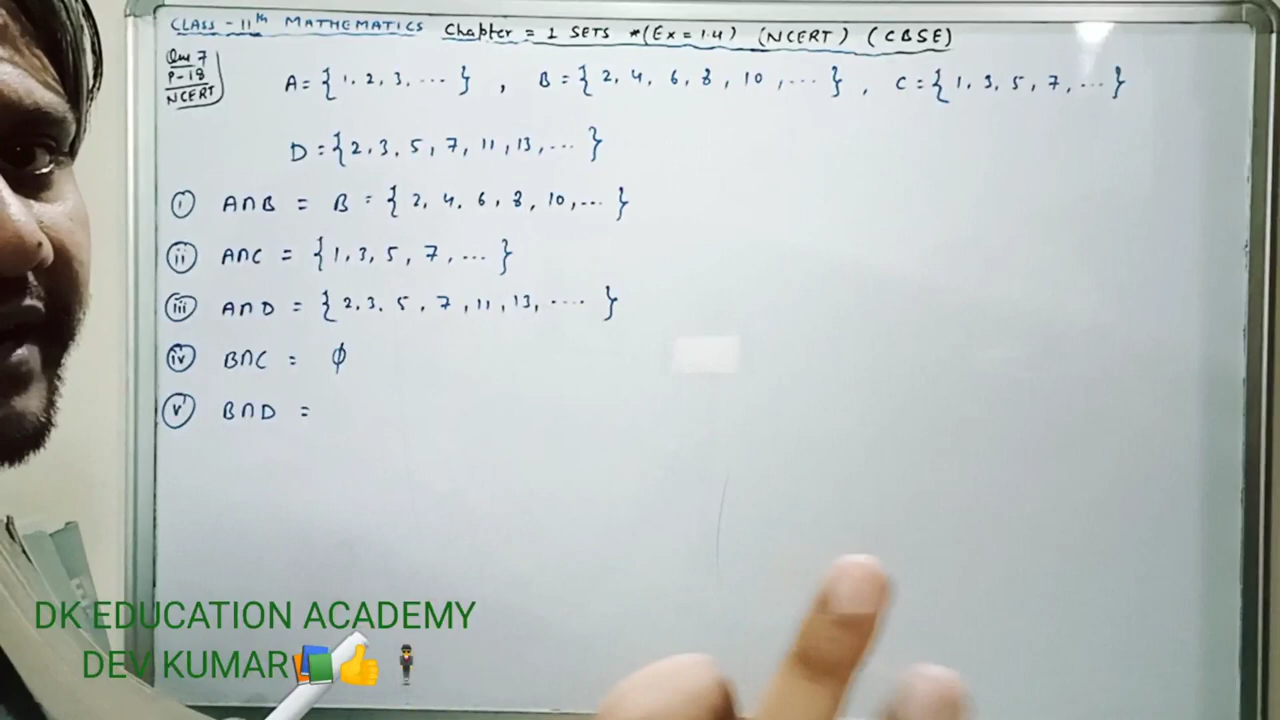 CLASS - 11th MATHEMATICS Chapter = 1 SETS *(Ex = 1.4) (NCERT) (CBSE)
Que 7
P-18
NCERT
A = {1, 2, 3, ....}, B = {2, 4, 6, 8, 10, ....}, C = {1, 3, 5, 7, ...}
D = {2, 3, 5, 7, 11, 13, ...}
(i) A∩B = B = {2, 4, 6, 8, 10, ...}
(ii) A∩C = {1, 3, 5, 7, ...}
(iii) A∩D = {2, 3, 5, 7, 11, 13, ....}
(iv) B∩C = ϕ
(v) B∩D =
DK EDUCATION ACADEMY
DEV KUMAR📚👍🕴